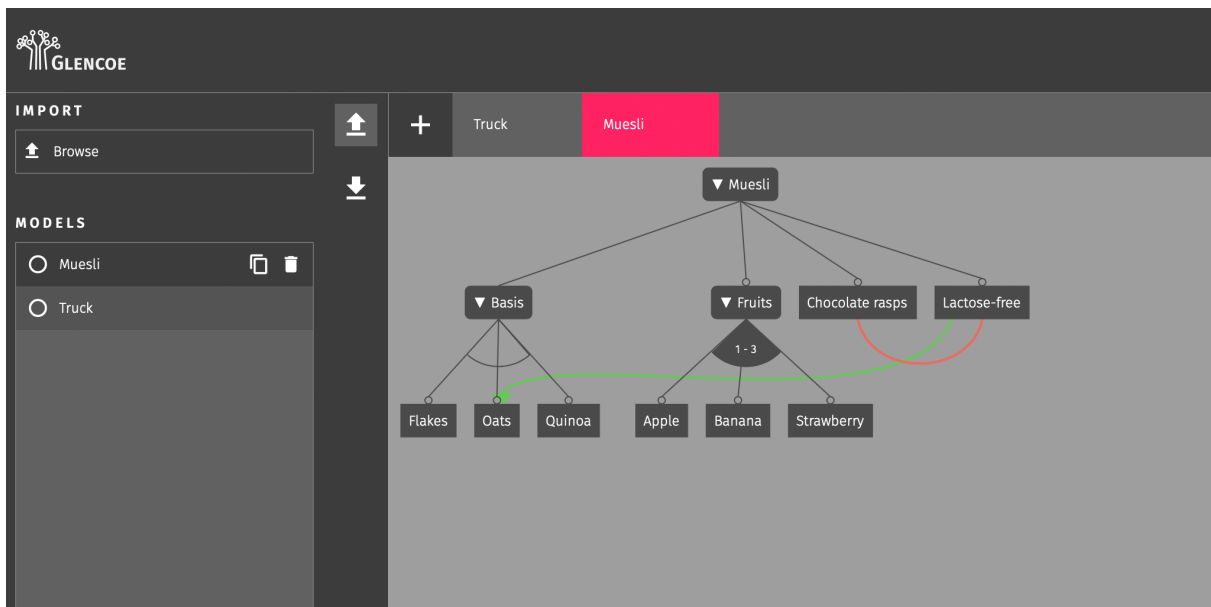 GLENCOE
IMPORT
Browse
MODELS
Muesli
Truck
Truck
Muesli
▼ Muesli
▼ Basis
▼ Fruits
Chocolate rasps
Lactose-free
1 - 3
Flakes
Oats
Quinoa
Apple
Banana
Strawberry